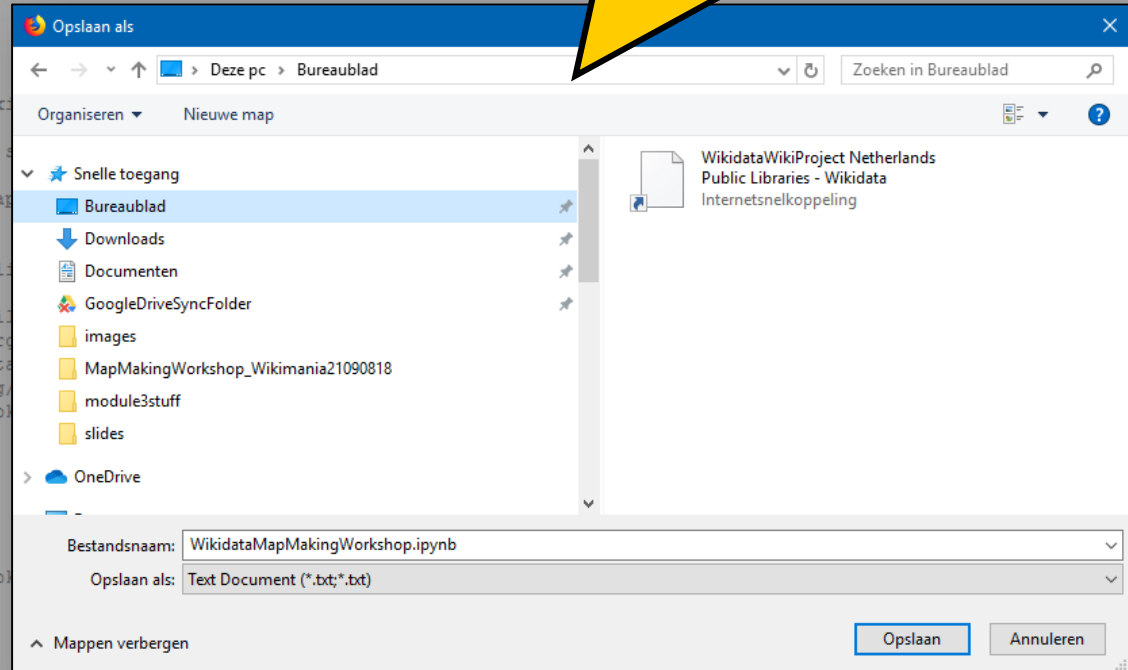 Opslaan als
Deze pc › Bureaublad
Zoeken in Bureaublad
Organiseren
Nieuwe map
Snelle toegang
Bureaublad
Downloads
Documenten
GoogleDriveSyncFolder
images
MapMakingWorkshop_Wikimania21090818
module3stuff
slides
OneDrive
WikidataWikiProject Netherlands
Public Libraries - Wikidata
Internetsnelkoppeling
Bestandsnaam: WikidataMapMakingWorkshop.ipynb
Opslaan als: Text Document (*.txt;*.txt)
Mappen verbergen
Opslaan
Annuleren